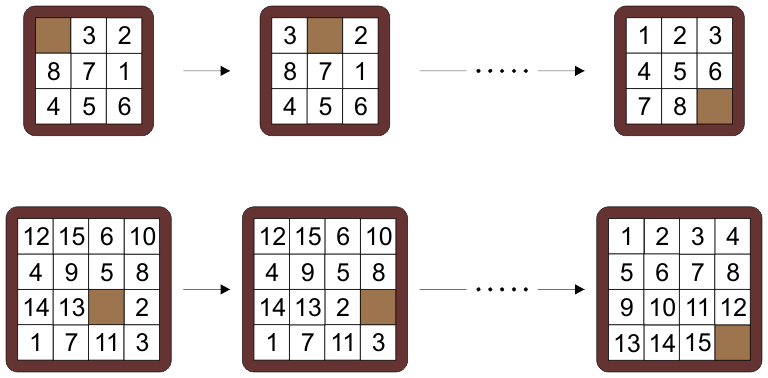 3 2 3 2 1 2 3
8 7 1 8 7 1 4 5 6
4 5 6 4 5 6 7 8
12 15 6 10 12 15 6 10 1 2 3 4
4 9 5 8 4 9 5 8 5 6 7 8
14 13 2 14 13 2 9 10 11 12
1 7 11 3 1 7 11 3 13 14 15